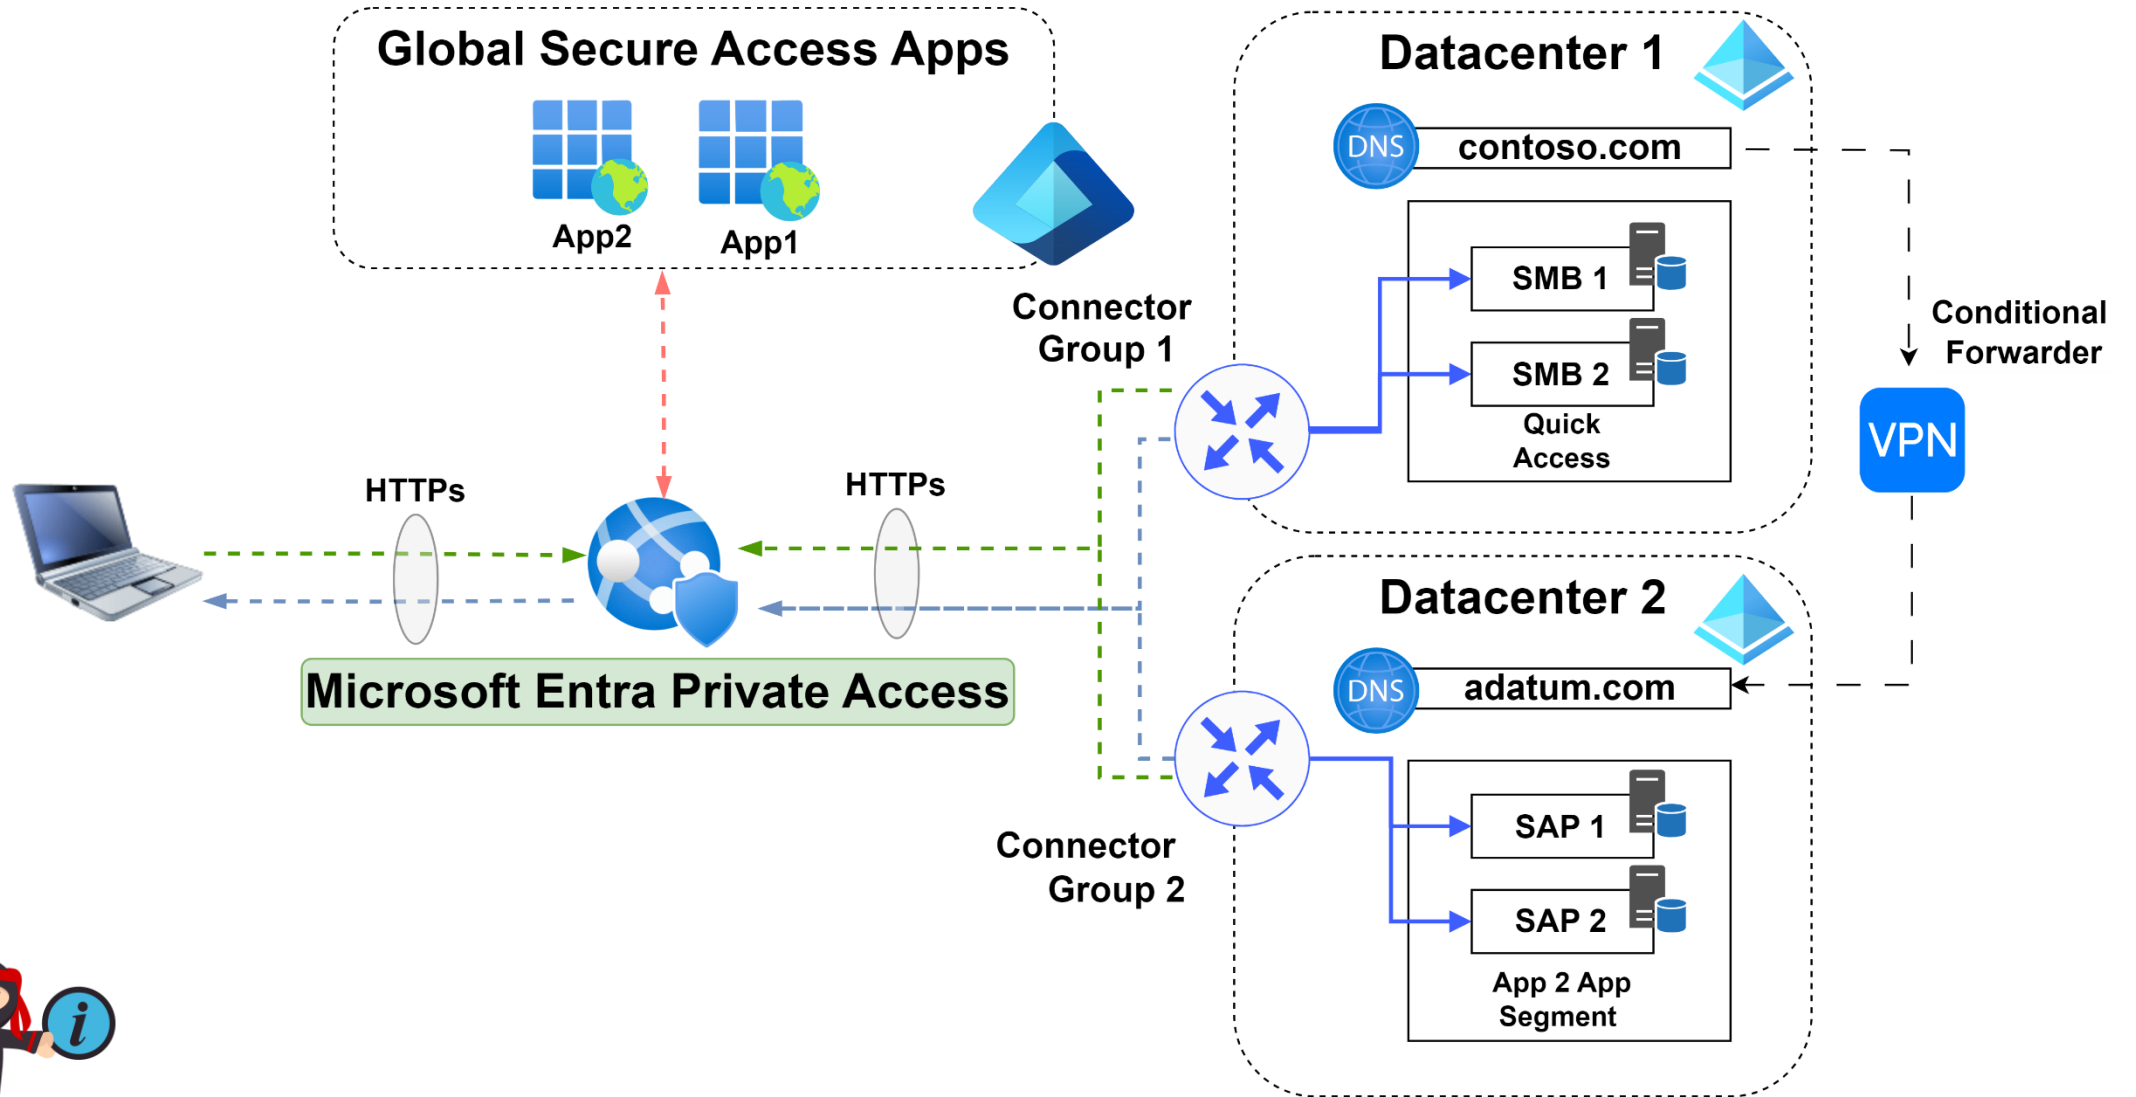 Global Secure Access Apps
App2
App1
Connector
Group 1
HTTPs
HTTPs
Microsoft Entra Private Access
Connector
Group 2
Datacenter 1
DNS
contoso.com
SMB 1
SMB 2
Quick
Access
Conditional
Forwarder
VPN
Datacenter 2
DNS
adatum.com
SAP 1
SAP 2
App 2 App
Segment
i